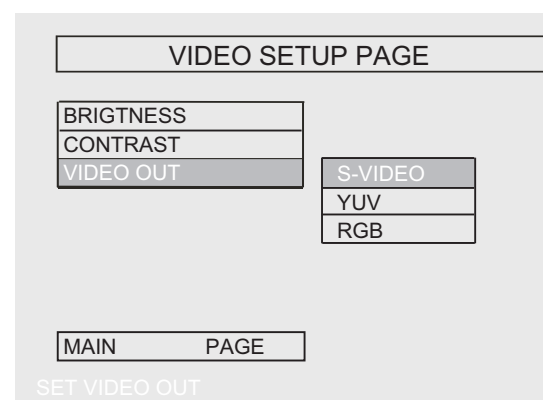 VIDEO SETUP PAGE
BRIGTNESS
CONTRAST
VIDEO OUT
S-VIDEO
YUV
RGB
MAIN PAGE
SET VIDEO OUT